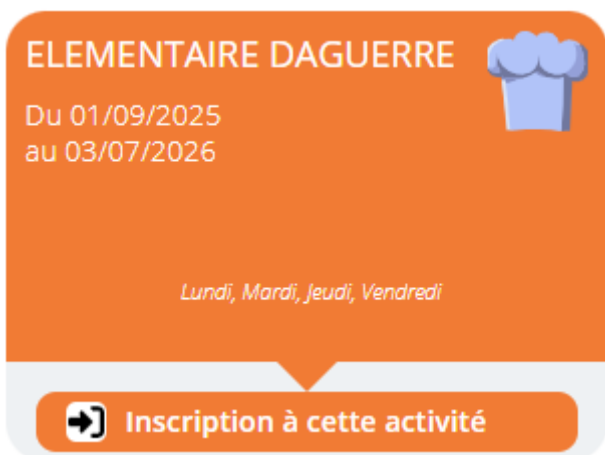 ELEMENTAIRE DAGUERRE
Du 01/09/2025
au 03/07/2026
Lundi, Mardi, Jeudi, Vendredi
Inscription à cette activité